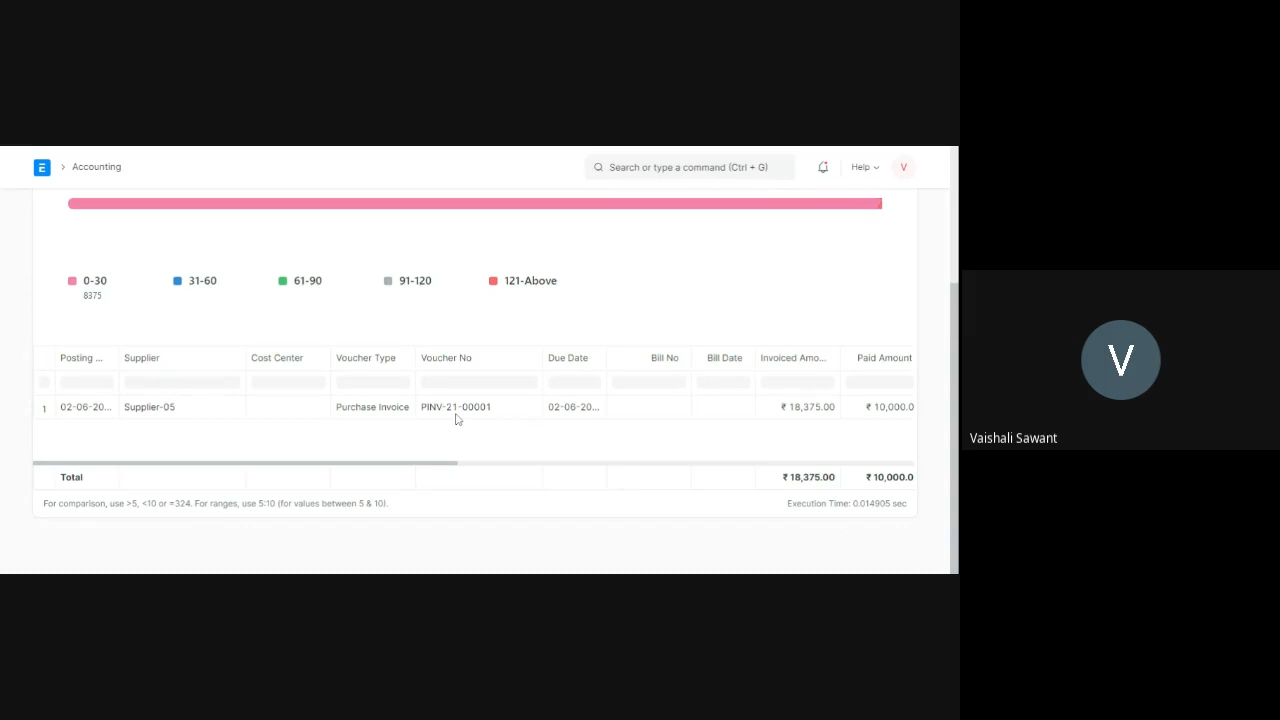 Accounting Search or type a command (Ctrl + G) Help V
0-30 31-60 61-90 91-120 121-Above
8375
Posting ... Supplier Cost Center Voucher Type Voucher No Due Date Bill No Bill Date Invoiced Amo... Paid Amount
1 02-06-20... Supplier-05 Purchase Invoice PINV-21-00001 02-06-20... ₹ 18,375.00 ₹ 10,000.0
Total ₹ 18,375.00 ₹ 10,000.0
For comparison, use >5, <10 or =324. For ranges, use 5:10 (for values between 5 & 10). Execution Time: 0.014905 sec
V
Vaishali Sawant